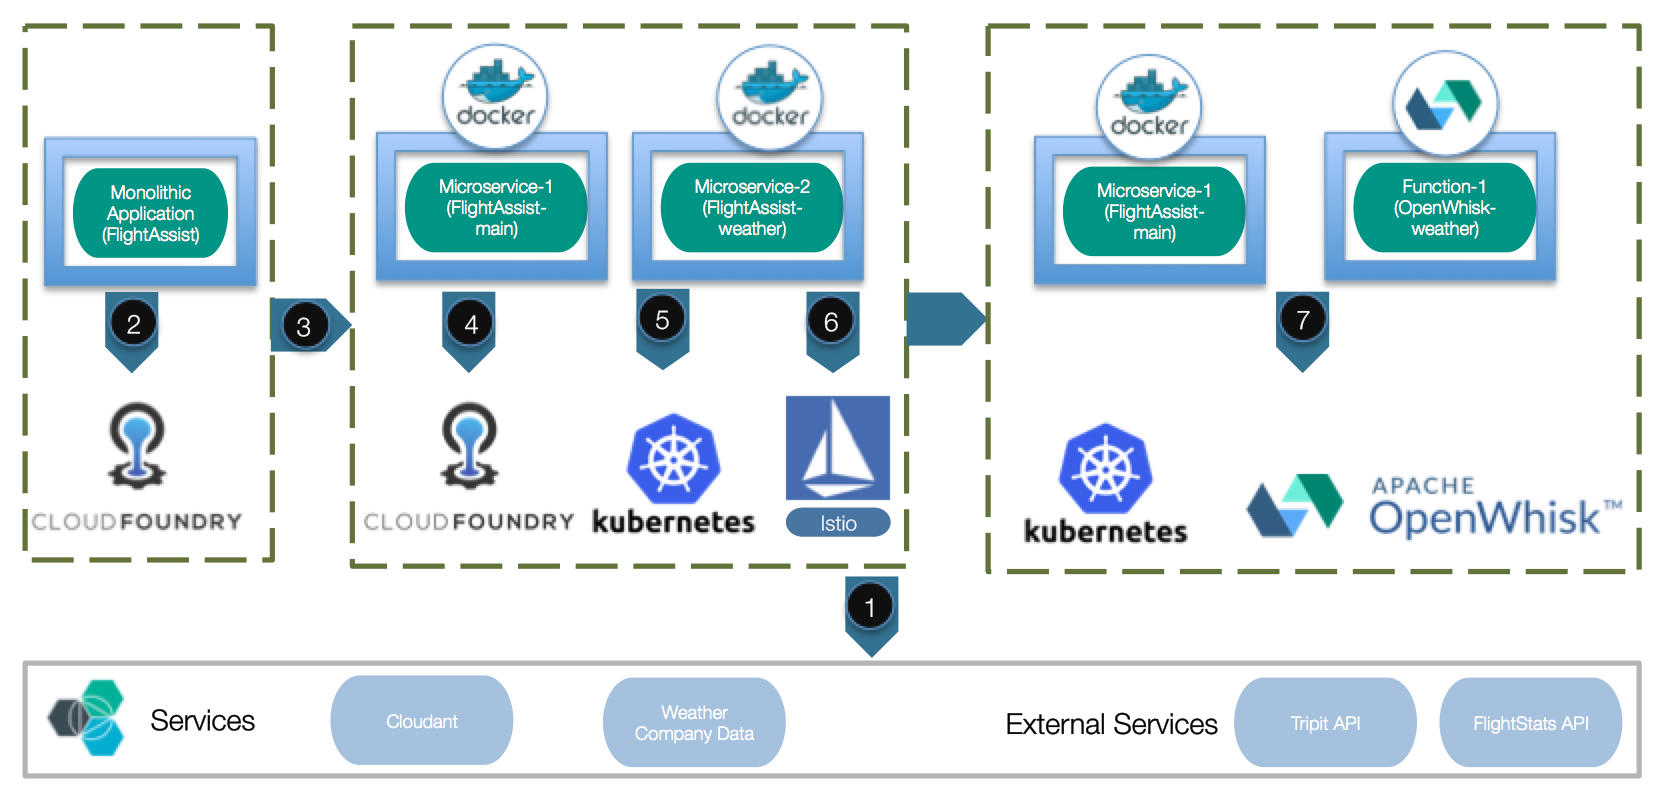 docker
docker
docker
Monolithic
Application
(FlightAssist)
Microservice-1
(FlightAssist-
main)
Microservice-2
(FlightAssist-
weather)
Microservice-1
(FlightAssist-
main)
Function-1
(OpenWhisk-
weather)
2
3
4
5
6
7
CLOUDFOUNDRY
CLOUDFOUNDRY
kubernetes
Istio
kubernetes
APACHE
OpenWhisk™
1
Services
Cloudant
Weather
Company Data
External Services
Tripit API
FlightStats API